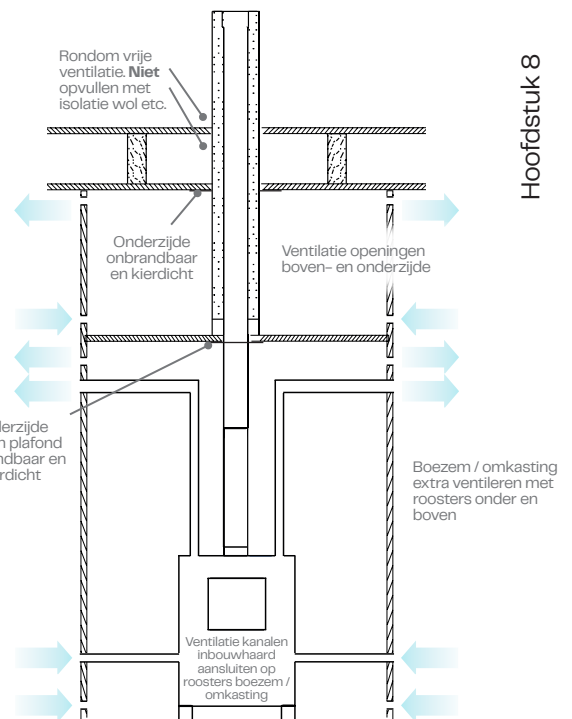 Rondom vrije
ventilatie. Niet
opvullen met
isolatie wol etc.
Hoofdstuk 8
Onderzijde
onbrandbaar
en kierdicht
Ventilatie openingen
boven- en onderzijde
plafond
Boezem / omkasting
extra ventileren met
roosters onder en
boven
Ventilatie kanalen
inbouwhaard
aansluiten op
roosters boezem /
omkasting